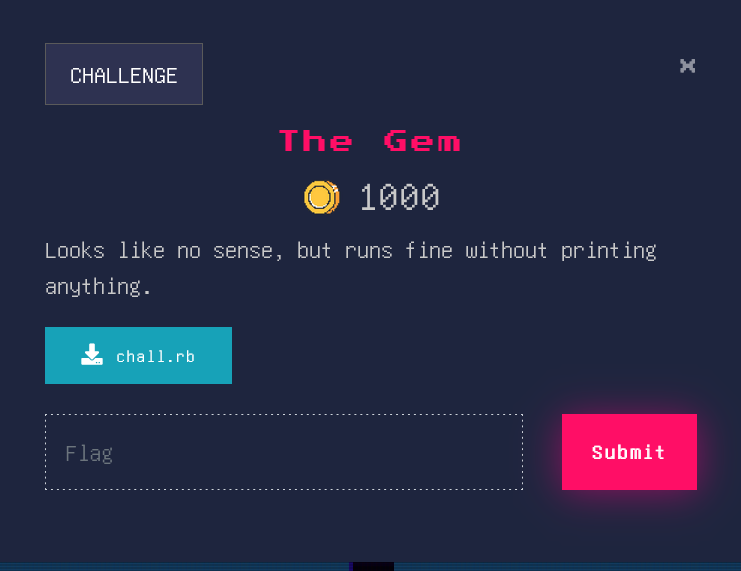 CHALLENGE
×
The Gem
1000
Looks like no sense, but runs fine without printing
anything.
chall.rb
Flag
Submit